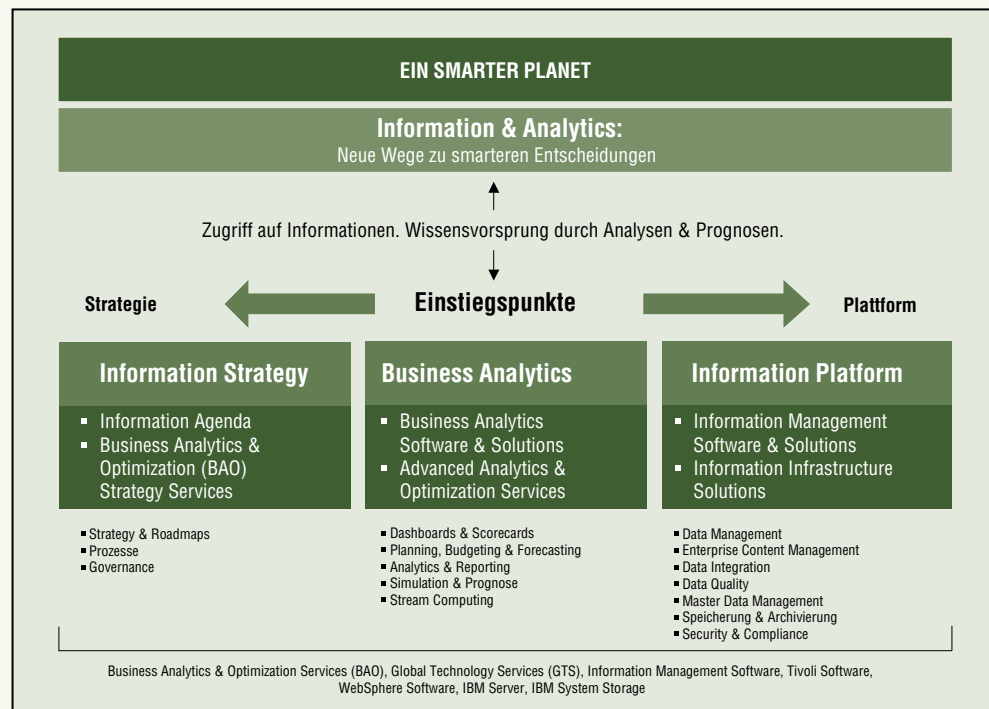 EIN SMARTER PLANET
Information & Analytics:
Neue Wege zu smarteren Entscheidungen
Zugriff auf Informationen. Wissensvorsprung durch Analysen & Prognosen.
Strategie
Einstiegspunkte
Plattform
Information Strategy
▪ Information Agenda
▪ Business Analytics &
Optimization (BAO)
Strategy Services
▪ Strategy & Roadmaps
▪ Prozesse
▪ Governance
Business Analytics
▪ Business Analytics
Software & Solutions
▪ Advanced Analytics &
Optimization Services
▪ Dashboards & Scorecards
▪ Planning, Budgeting & Forecasting
▪ Analytics & Reporting
▪ Simulation & Prognose
▪ Stream Computing
Information Platform
▪ Information Management
Software & Solutions
▪ Information Infrastructure
Solutions
▪ Data Management
▪ Enterprise Content Management
▪ Data Integration
▪ Data Quality
▪ Master Data Management
▪ Speicherung & Archivierung
▪ Security & Compliance
Business Analytics & Optimization Services (BAO), Global Technology Services (GTS), Information Management Software, Tivoli Software,
WebSphere Software, IBM Server, IBM System Storage